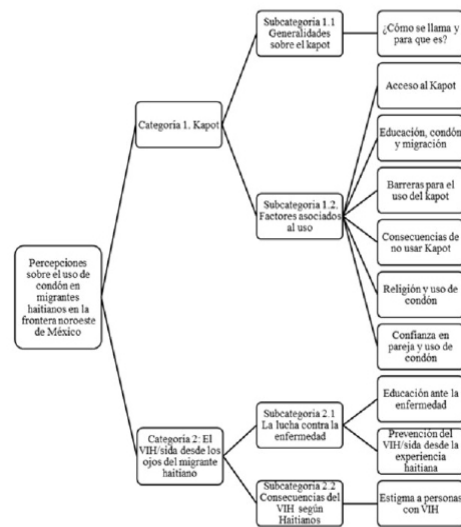 Percepciones
sobre el uso de
condón en
migrantes
haitianos en la
frontera noroeste
de México
Categoría 1. Kapot
Subcategoría 1.1
Generalidades
sobre el kapot
¿Cómo se llama y
para que es?
Subcategoría 1.2.
Factores asociados
al uso
Acceso al Kapot
Educación, condón
y migración
Barreras para el
uso del kapot
Consecuencias de
no usar Kapot
Religión y uso de
condón
Confianza en
pareja y uso de
condón
Categoría 2: El
VIH/sida desde los
ojos del migrante
haitiano
Subcategoría 2.1
La lucha contra la
enfermedad
Educación ante la
enfermedad
Prevención del
VIH/sida desde la
experiencia
haitiana
Subcategoría 2.2
Consecuencias del
VIH según
Haitianos
Estigma a personas
con VIH